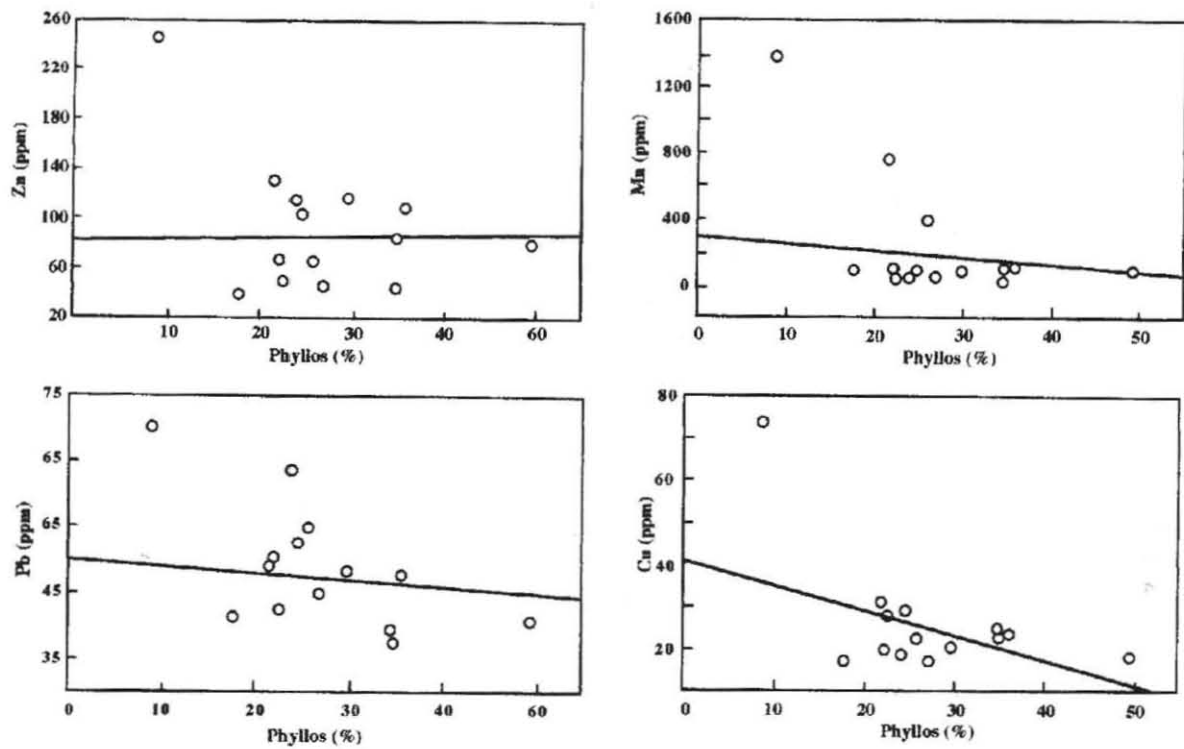 Zn (ppm)
260
220
140
100
60
20
10 20 30 40 50 60
Phyllos (%)
Mn (ppm)
1600
1200
800
400
0
0 10 20 30 40 50
Phyllos (%)
Pb (ppm)
75
65
65
45
35
0 10 20 30 40 50 60
Phyllos (%)
Cu (ppm)
80
60
40
20
0 10 20 30 40 50
Phyllos (%)